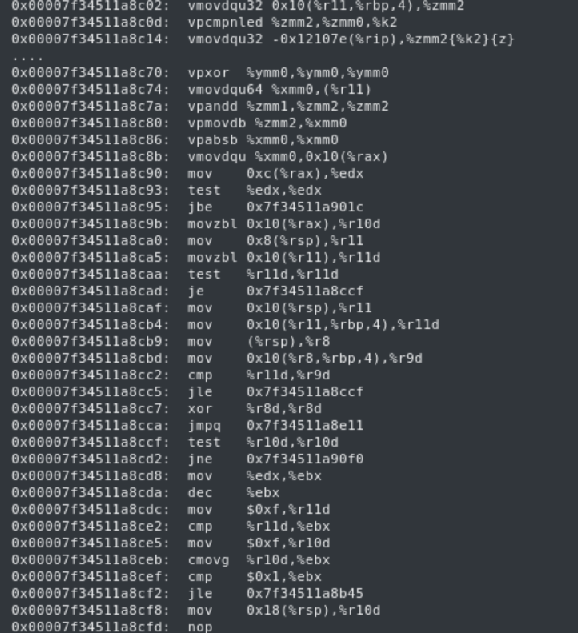 0x00007f34511a8c02: vmovdqu32 0x10(%r11,%rbp,4),%zmm2
0x00007f34511a8c0d: vpcmpnled %zmm2,%zmm0,%k2
0x00007f34511a8c14: vmovdqu32 -0x12107e(%rip),%zmm2{%k2}{z}
....
0x00007f34511a8c70: vpxor %ymm0,%ymm0,%ymm0
0x00007f34511a8c74: vmovdqu64 %xmm0,(%r11)
0x00007f34511a8c7a: vpandd %zmm1,%zmm2,%zmm2
0x00007f34511a8c80: vpmovdb %zmm2,%xmm0
0x00007f34511a8c86: vpabsb %xmm0,%xmm0
0x00007f34511a8c8b: vmovdqu %xmm0,0x10(%rax)
0x00007f34511a8c90: mov 0xc(%rax),%edx
0x00007f34511a8c93: test %edx,%edx
0x00007f34511a8c95: jbe 0x7f34511a901c
0x00007f34511a8c9b: movzbl 0x10(%rax),%r10d
0x00007f34511a8ca0: mov 0x8(%rsp),%r11
0x00007f34511a8ca5: movzbl 0x10(%r11),%r11d
0x00007f34511a8caa: test %r11d,%r11d
0x00007f34511a8cad: je 0x7f34511a8ccf
0x00007f34511a8caf: mov 0x10(%rsp),%r11
0x00007f34511a8cb4: mov 0x10(%r11,%rbp,4),%r11d
0x00007f34511a8cb9: mov (%rsp),%r8
0x00007f34511a8cbd: mov 0x10(%r8,%rbp,4),%r9d
0x00007f34511a8cc2: cmp %r11d,%r9d
0x00007f34511a8cc5: jle 0x7f34511a8ccf
0x00007f34511a8cc7: xor %r8d,%r8d
0x00007f34511a8cca: jmpq 0x7f34511a8e11
0x00007f34511a8ccf: test %r10d,%r10d
0x00007f34511a8cd2: jne 0x7f34511a90f0
0x00007f34511a8cd8: mov %edx,%ebx
0x00007f34511a8cda: dec %ebx
0x00007f34511a8cdc: mov $0xf,%r11d
0x00007f34511a8ce2: cmp %r11d,%ebx
0x00007f34511a8ce5: mov $0xf,%r10d
0x00007f34511a8ceb: cmovg %r10d,%ebx
0x00007f34511a8cef: cmp $0x1,%ebx
0x00007f34511a8cf2: jle 0x7f34511a8b45
0x00007f34511a8cf8: mov 0x18(%rsp),%r10d
0x00007f34511a8cfd: nop